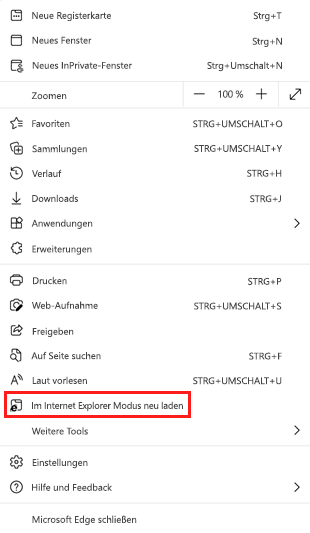 Neue Registerkarte Strg+T
Neues Fenster Strg+N
Neues InPrivate-Fenster Strg+Umschalt+N
Zoomen — 100 % +
Favoriten STRG+UMSCHALT+O
Sammlungen STRG+UMSCHALT+Y
Verlauf STRG+H
Downloads STRG+J
Anwendungen
Erweiterungen
Drucken STRG+P
Web-Aufnahme STRG+UMSCHALT+S
Freigeben
Auf Seite suchen STRG+F
Laut vorlesen STRG+UMSCHALT+U
Im Internet Explorer Modus neu laden
Weitere Tools
Einstellungen
Hilfe und Feedback
Microsoft Edge schließen